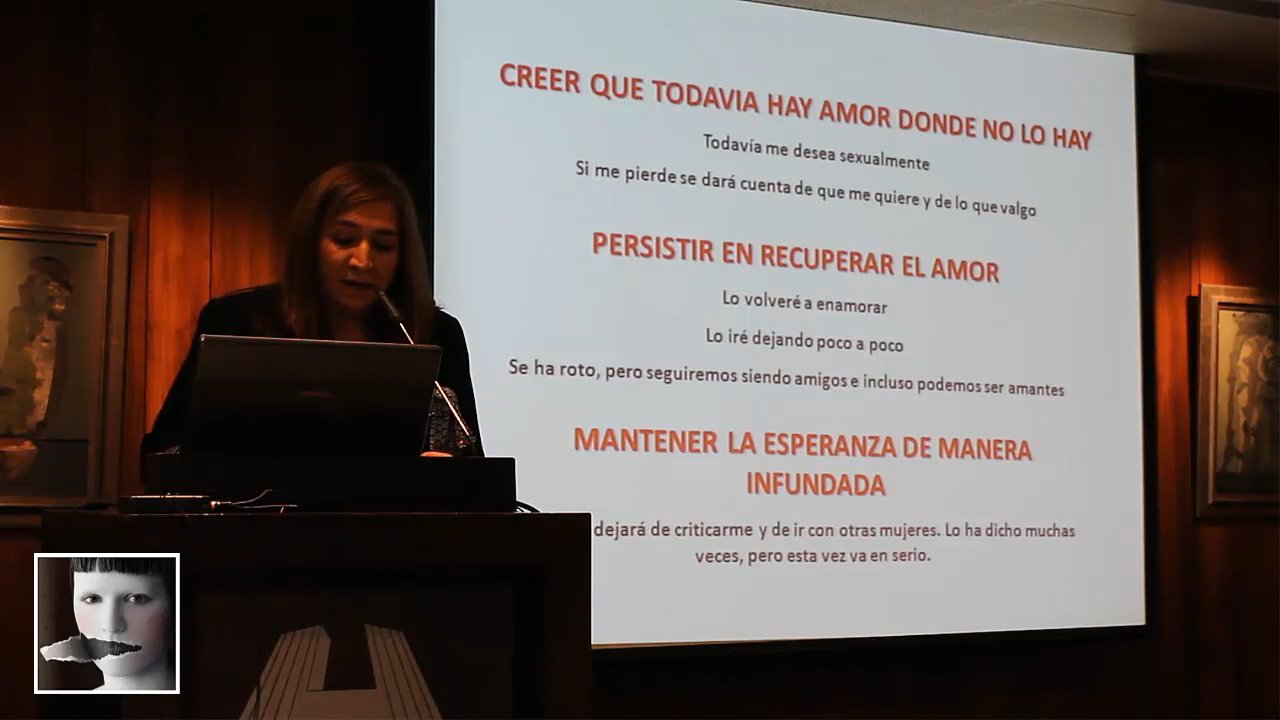 CREER QUE TODAVIA HAY AMOR DONDE NO LO HAY
Todavía me desea sexualmente
Si me pierde se dará cuenta de que me quiere y de lo que valgo
PERSISTIR EN RECUPERAR EL AMOR
Lo volveré a enamorar
Lo iré dejando poco a poco
Se ha roto, pero seguiremos siendo amigos e incluso podemos ser amantes
MANTENER LA ESPERANZA DE MANERA
INFUNDADA
dejará de criticarme y de ir con otras mujeres. Lo ha dicho muchas
veces, pero esta vez va en serio.